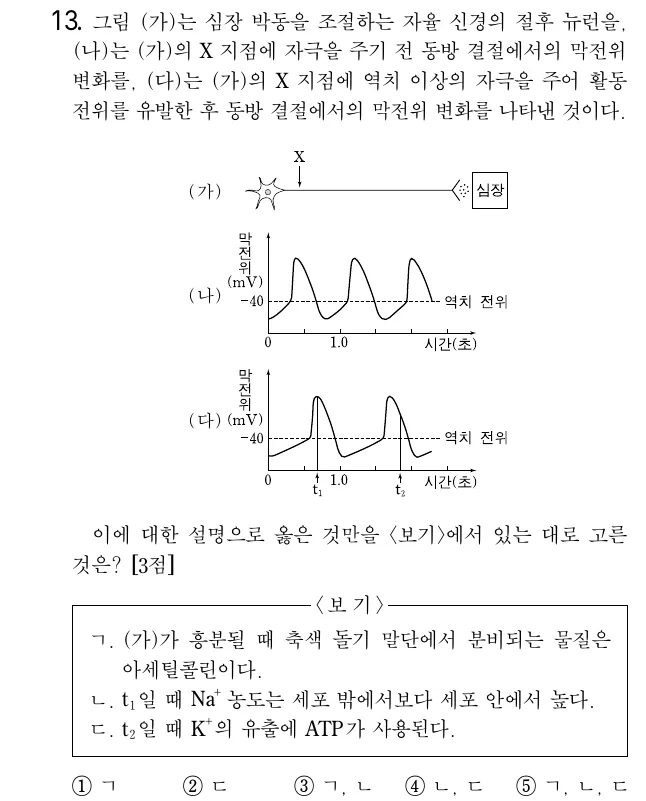 13. 그림 (가)는 심장 박동을 조절하는 자율 신경의 절후 뉴런을,
(나)는 (가)의 X 지점에 자극을 주기 전 동방 결절에서의 막전위
변화를, (다)는 (가)의 X 지점에 역치 이상의 자극을 주어 활동
전위를 유발한 후 동방 결절에서의 막전위 변화를 나타낸 것이다.
X
(가)
심장
막전위(mV)
(나)
-40
역치 전위
0
1.0
시간(초)
막전위(mV)
(다)
-40
역치 전위
0
t₁
1.0
t₂
시간(초)
이에 대한 설명으로 옳은 것만을 〈보기〉에서 있는 대로 고른
것은? [3점]
〈보 기〉
ㄱ. (가)가 흥분될 때 축색 돌기 말단에서 분비되는 물질은
아세틸콜린이다.
ㄴ. t₁일 때 Na⁺ 농도는 세포 밖에서보다 세포 안에서 높다.
ㄷ. t₂일 때 K⁺의 유출에 ATP가 사용된다.
① ㄱ ② ㄷ ③ ㄱ, ㄴ ④ ㄴ, ㄷ ⑤ ㄱ, ㄴ, ㄷ